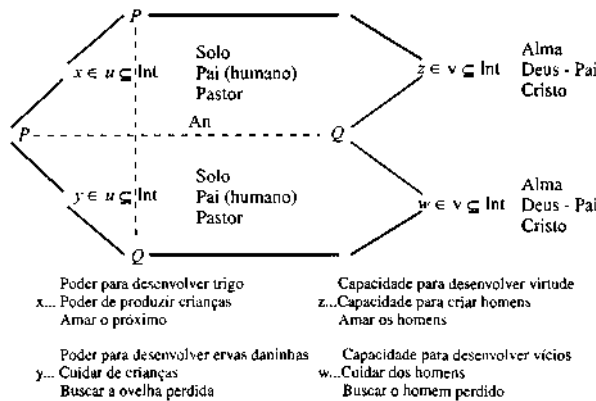 P
Solo
Alma
x ∈ u ⊆ Int
Pai (humano)
z ∈ v ⊆ Int
Deus - Pai
Pastor
Cristo
An
P
Q
Solo
Alma
y ∈ u ⊆ Int
Pai (humano)
w ∈ v ⊆ Int
Deus - Pai
Pastor
Cristo
Q
Poder para desenvolver trigo
x... Poder de produzir crianças
Amar o próximo
Capacidade para desenvolver virtude
z...Capacidade para criar homens
Amar os homens
Poder para desenvolver ervas daninhas
y... Cuidar de crianças
Buscar a ovelha perdida
Capacidade para desenvolver vícios
w...Cuidar dos homens
Buscar o homem perdido